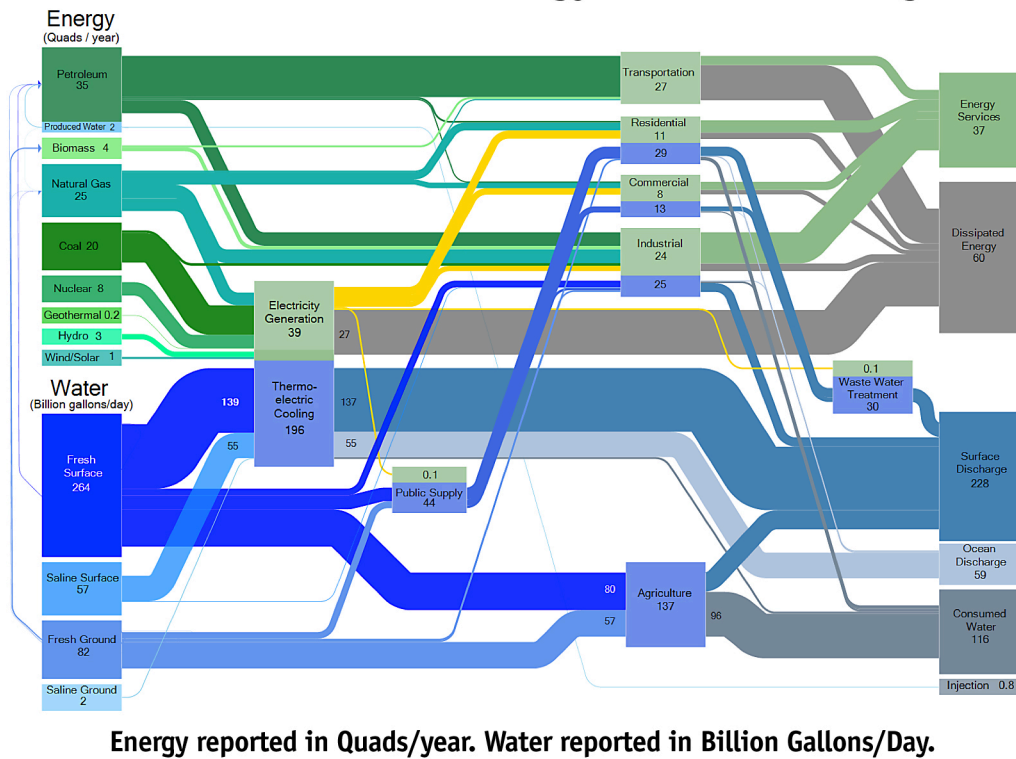 Energy
(Quads / year)
Petroleum
35
Produced Water 2
Biomass 4
Natural Gas
25
Coal 20
Nuclear 8
Geothermal 0.2
Hydro 3
Wind/Solar 1
Water
(Billion gallons/day)
Fresh
Surface
264
Saline Surface
57
Fresh Ground
82
Saline Ground
2
Electricity
Generation
39
27
Thermo-
electric
Cooling
196
139
55
137
55
0.1
Public Supply
44
Transportation
27
Residential
11
29
Commercial
8
13
Industrial
24
25
80
57
Agriculture
137
96
0.1
Waste Water
Treatment
30
Energy
Services
37
Dissipated
Energy
60
Surface
Discharge
228
Ocean
Discharge
59
Consumed
Water
116
Injection 0.8
Energy reported in Quads/year. Water reported in Billion Gallons/Day.